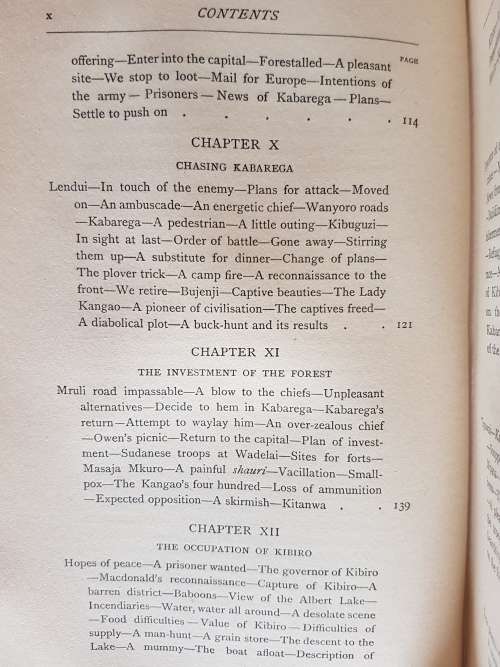 x CONTENTS
PAGE
offering—Enter into the capital—Forestalled—A pleasant
site—We stop to loot—Mail for Europe—Intentions of
the army — Prisoners — News of Kabarega — Plans—
Settle to push on . . . . . . 114
CHAPTER X
CHASING KABAREGA
Lendui—In touch of the enemy—Plans for attack—Moved
on—An ambuscade—An energetic chief—Wanyoro roads
—Kabarega—A pedestrian—A little outing—Kibuguzi—
In sight at last—Order of battle—Gone away—Stirring
them up—A substitute for dinner—Change of plans—
The plover trick—A camp fire—A reconnaissance to the
front—We retire—Bujenji—Captive beauties—The Lady
Kangao—A pioneer of civilisation—The captives freed—
A diabolical plot—A buck-hunt and its results . . 121
CHAPTER XI
THE INVESTMENT OF THE FOREST
Mruli road impassable—A blow to the chiefs—Unpleasant
alternatives—Decide to hem in Kabarega—Kabarega's
return—Attempt to waylay him—An over-zealous chief
—Owen's picnic—Return to the capital—Plan of invest-
ment—Sudanese troops at Wadelai—Sites for forts—
Masaja Mkuro—A painful shauri—Vacillation—Small-
pox—The Kangao's four hundred—Loss of ammunition
—Expected opposition—A skirmish—Kitanwa . . 139
CHAPTER XII
THE OCCUPATION OF KIBIRO
Hopes of peace—A prisoner wanted—The governor of Kibiro
—Macdonald's reconnaissance—Capture of Kibiro—A
barren district—Baboons—View of the Albert Lake—
Incendiaries—Water, water all around—A desolate scene
—Food difficulties — Value of Kibiro — Difficulties of
supply—A man-hunt—A grain store—The descent to the
Lake—A mummy—The boat afloat—Description of